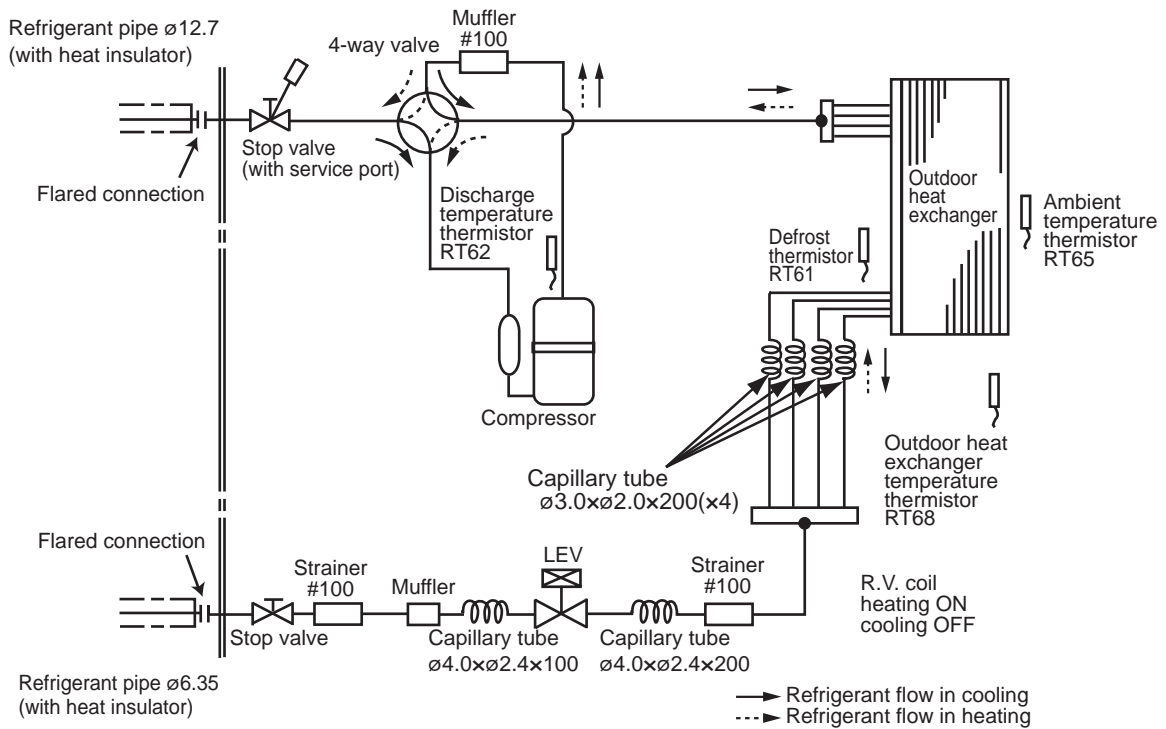 Refrigerant pipe ø12.7
(with heat insulator)
Muffler
#100
4-way valve
Stop valve
(with service port)
Flared connection
Discharge
temperature
thermistor
RT62
Outdoor
heat
exchanger
Ambient
temperature
thermistor
RT65
Defrost
thermistor
RT61
Compressor
Capillary tube
ø3.0×ø2.0×200(×4)
Outdoor heat
exchanger
temperature
thermistor
RT68
Flared connection
Strainer
#100
Muffler
LEV
Strainer
#100
R.V. coil
heating ON
cooling OFF
Stop valve
Capillary tube
ø4.0×ø2.4×100
Capillary tube
ø4.0×ø2.4×200
Refrigerant pipe ø6.35
(with heat insulator)
Refrigerant flow in cooling
Refrigerant flow in heating